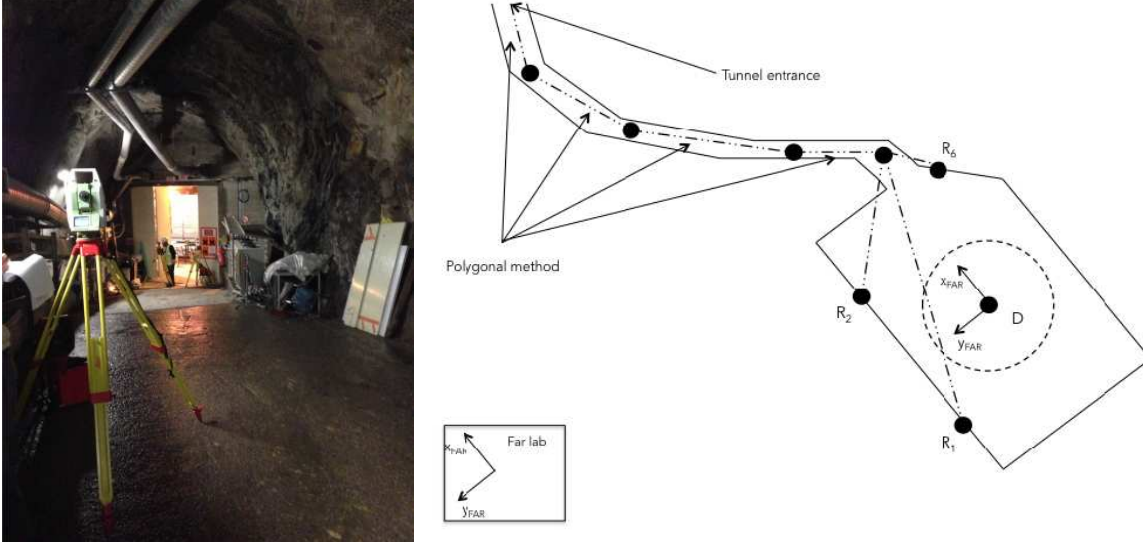 Tunnel entrance
R6
Polygonal method
xFAR
R2
D
yFAR
R1
Far lab
xFAR
yFAR